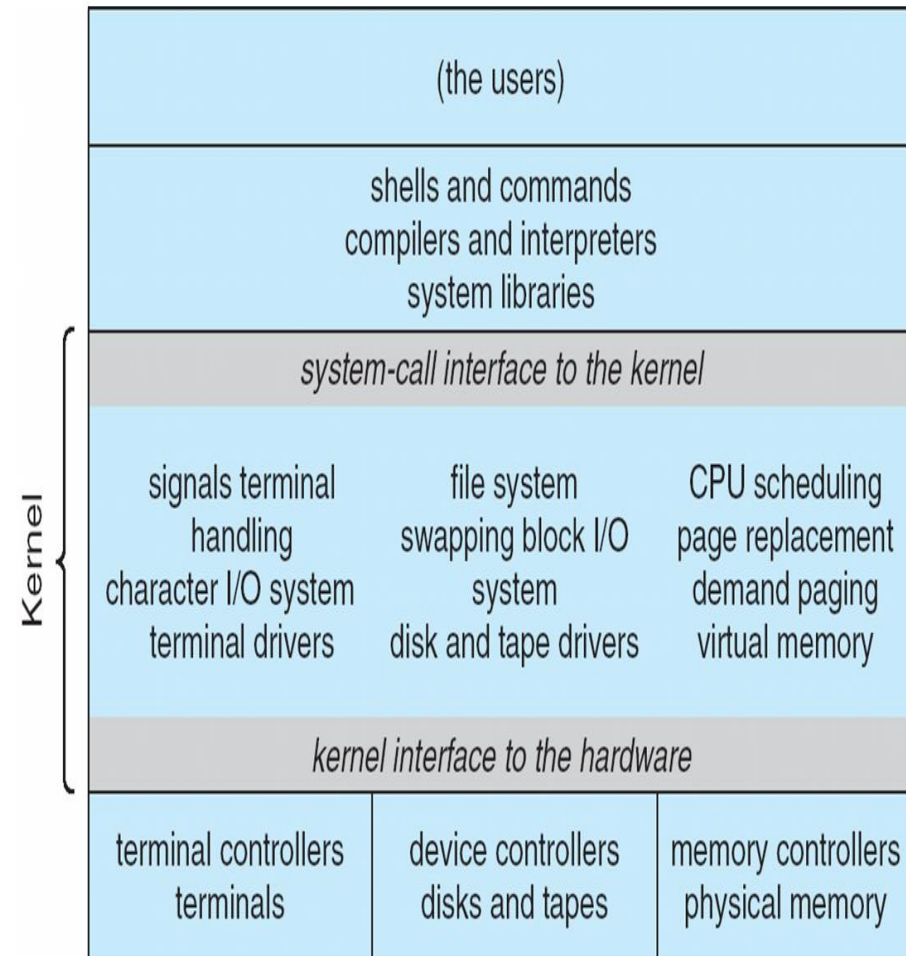 (the users)
shells and commands
compilers and interpreters
system libraries
Kernel
system-call interface to the kernel
signals terminal
handling
character I/O system
terminal drivers
file system
swapping block I/O
system
disk and tape drivers
CPU scheduling
page replacement
demand paging
virtual memory
kernel interface to the hardware
terminal controllers
terminals
device controllers
disks and tapes
memory controllers
physical memory